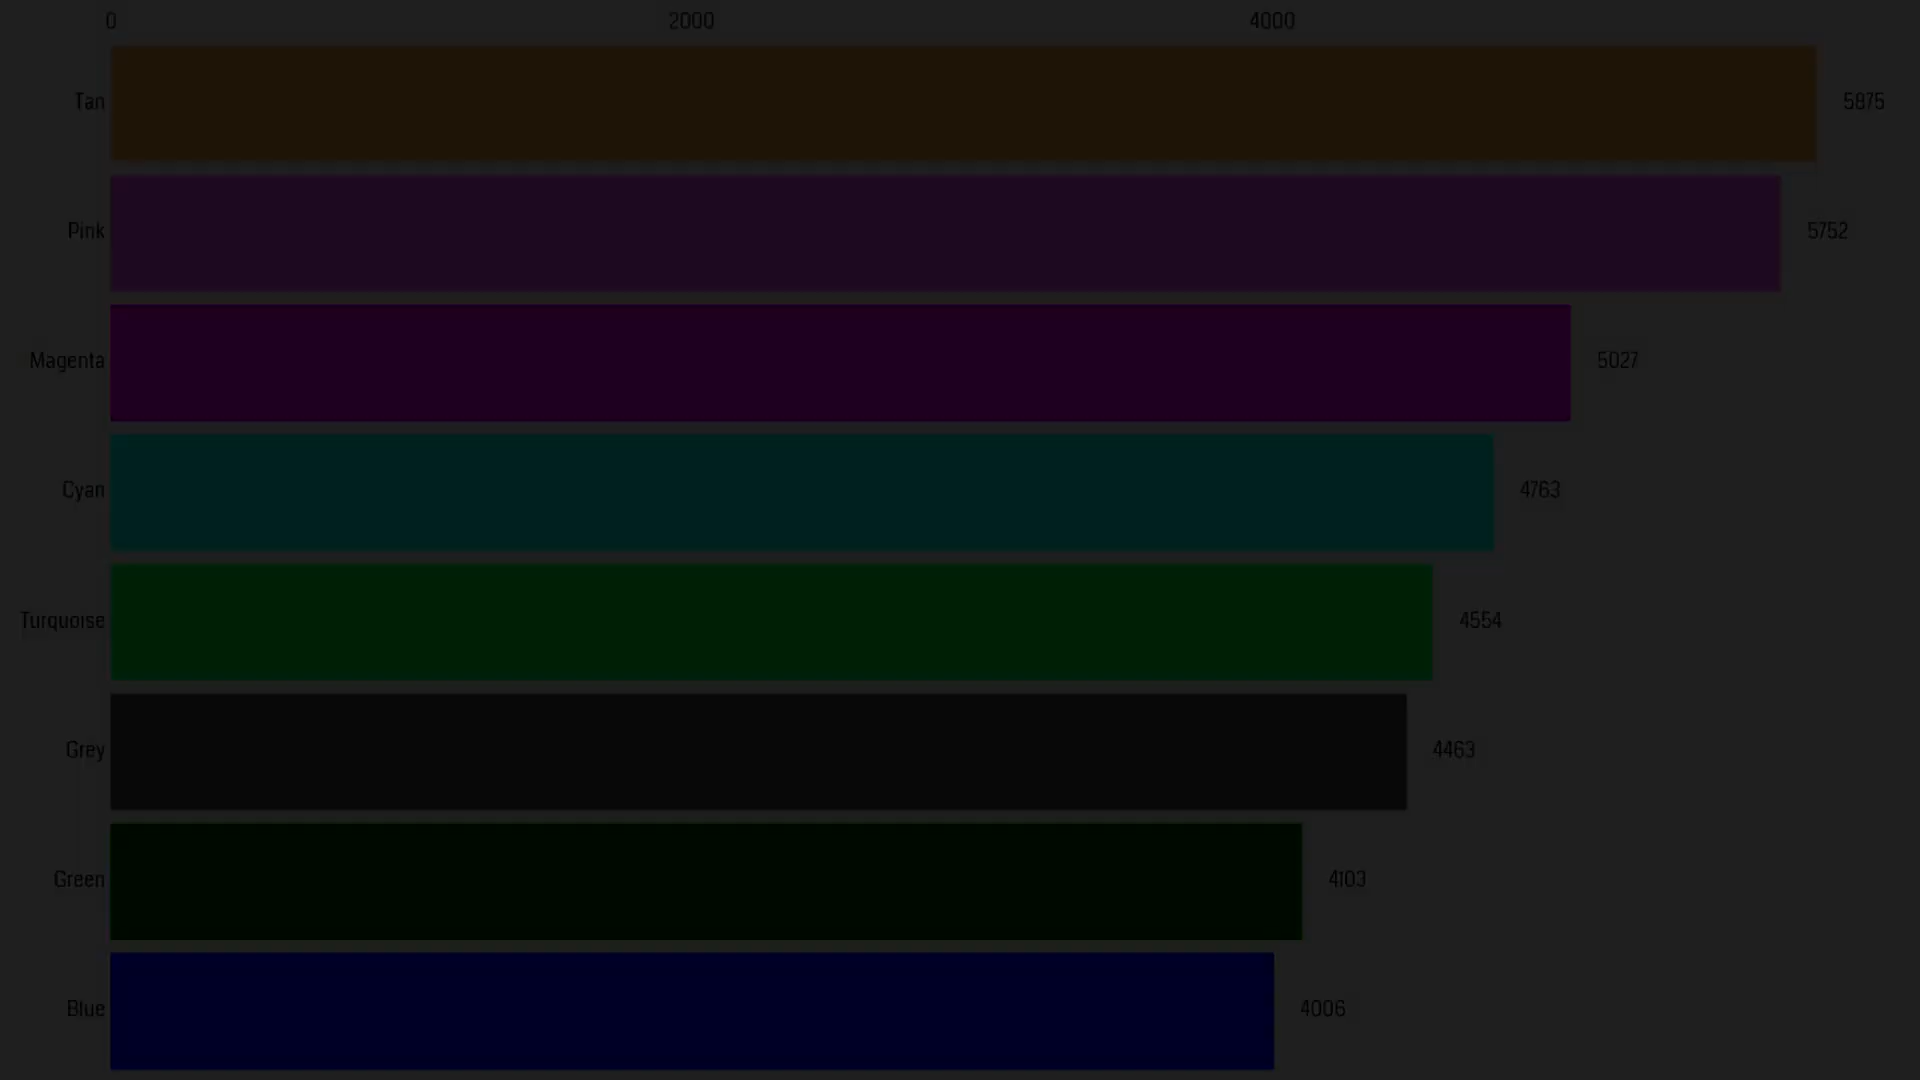 0 2000 4000
Tan 5875
Pink 5752
Magenta 5027
Cyan 4763
Turquoise 4554
Grey 4463
Green 4103
Blue 4006